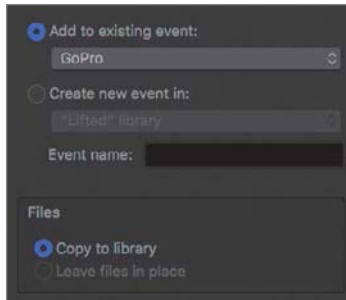 Add to existing event:
GoPro
Create new event in:
"Lifted" library
Event name:
Files
Copy to library
Leave files in place